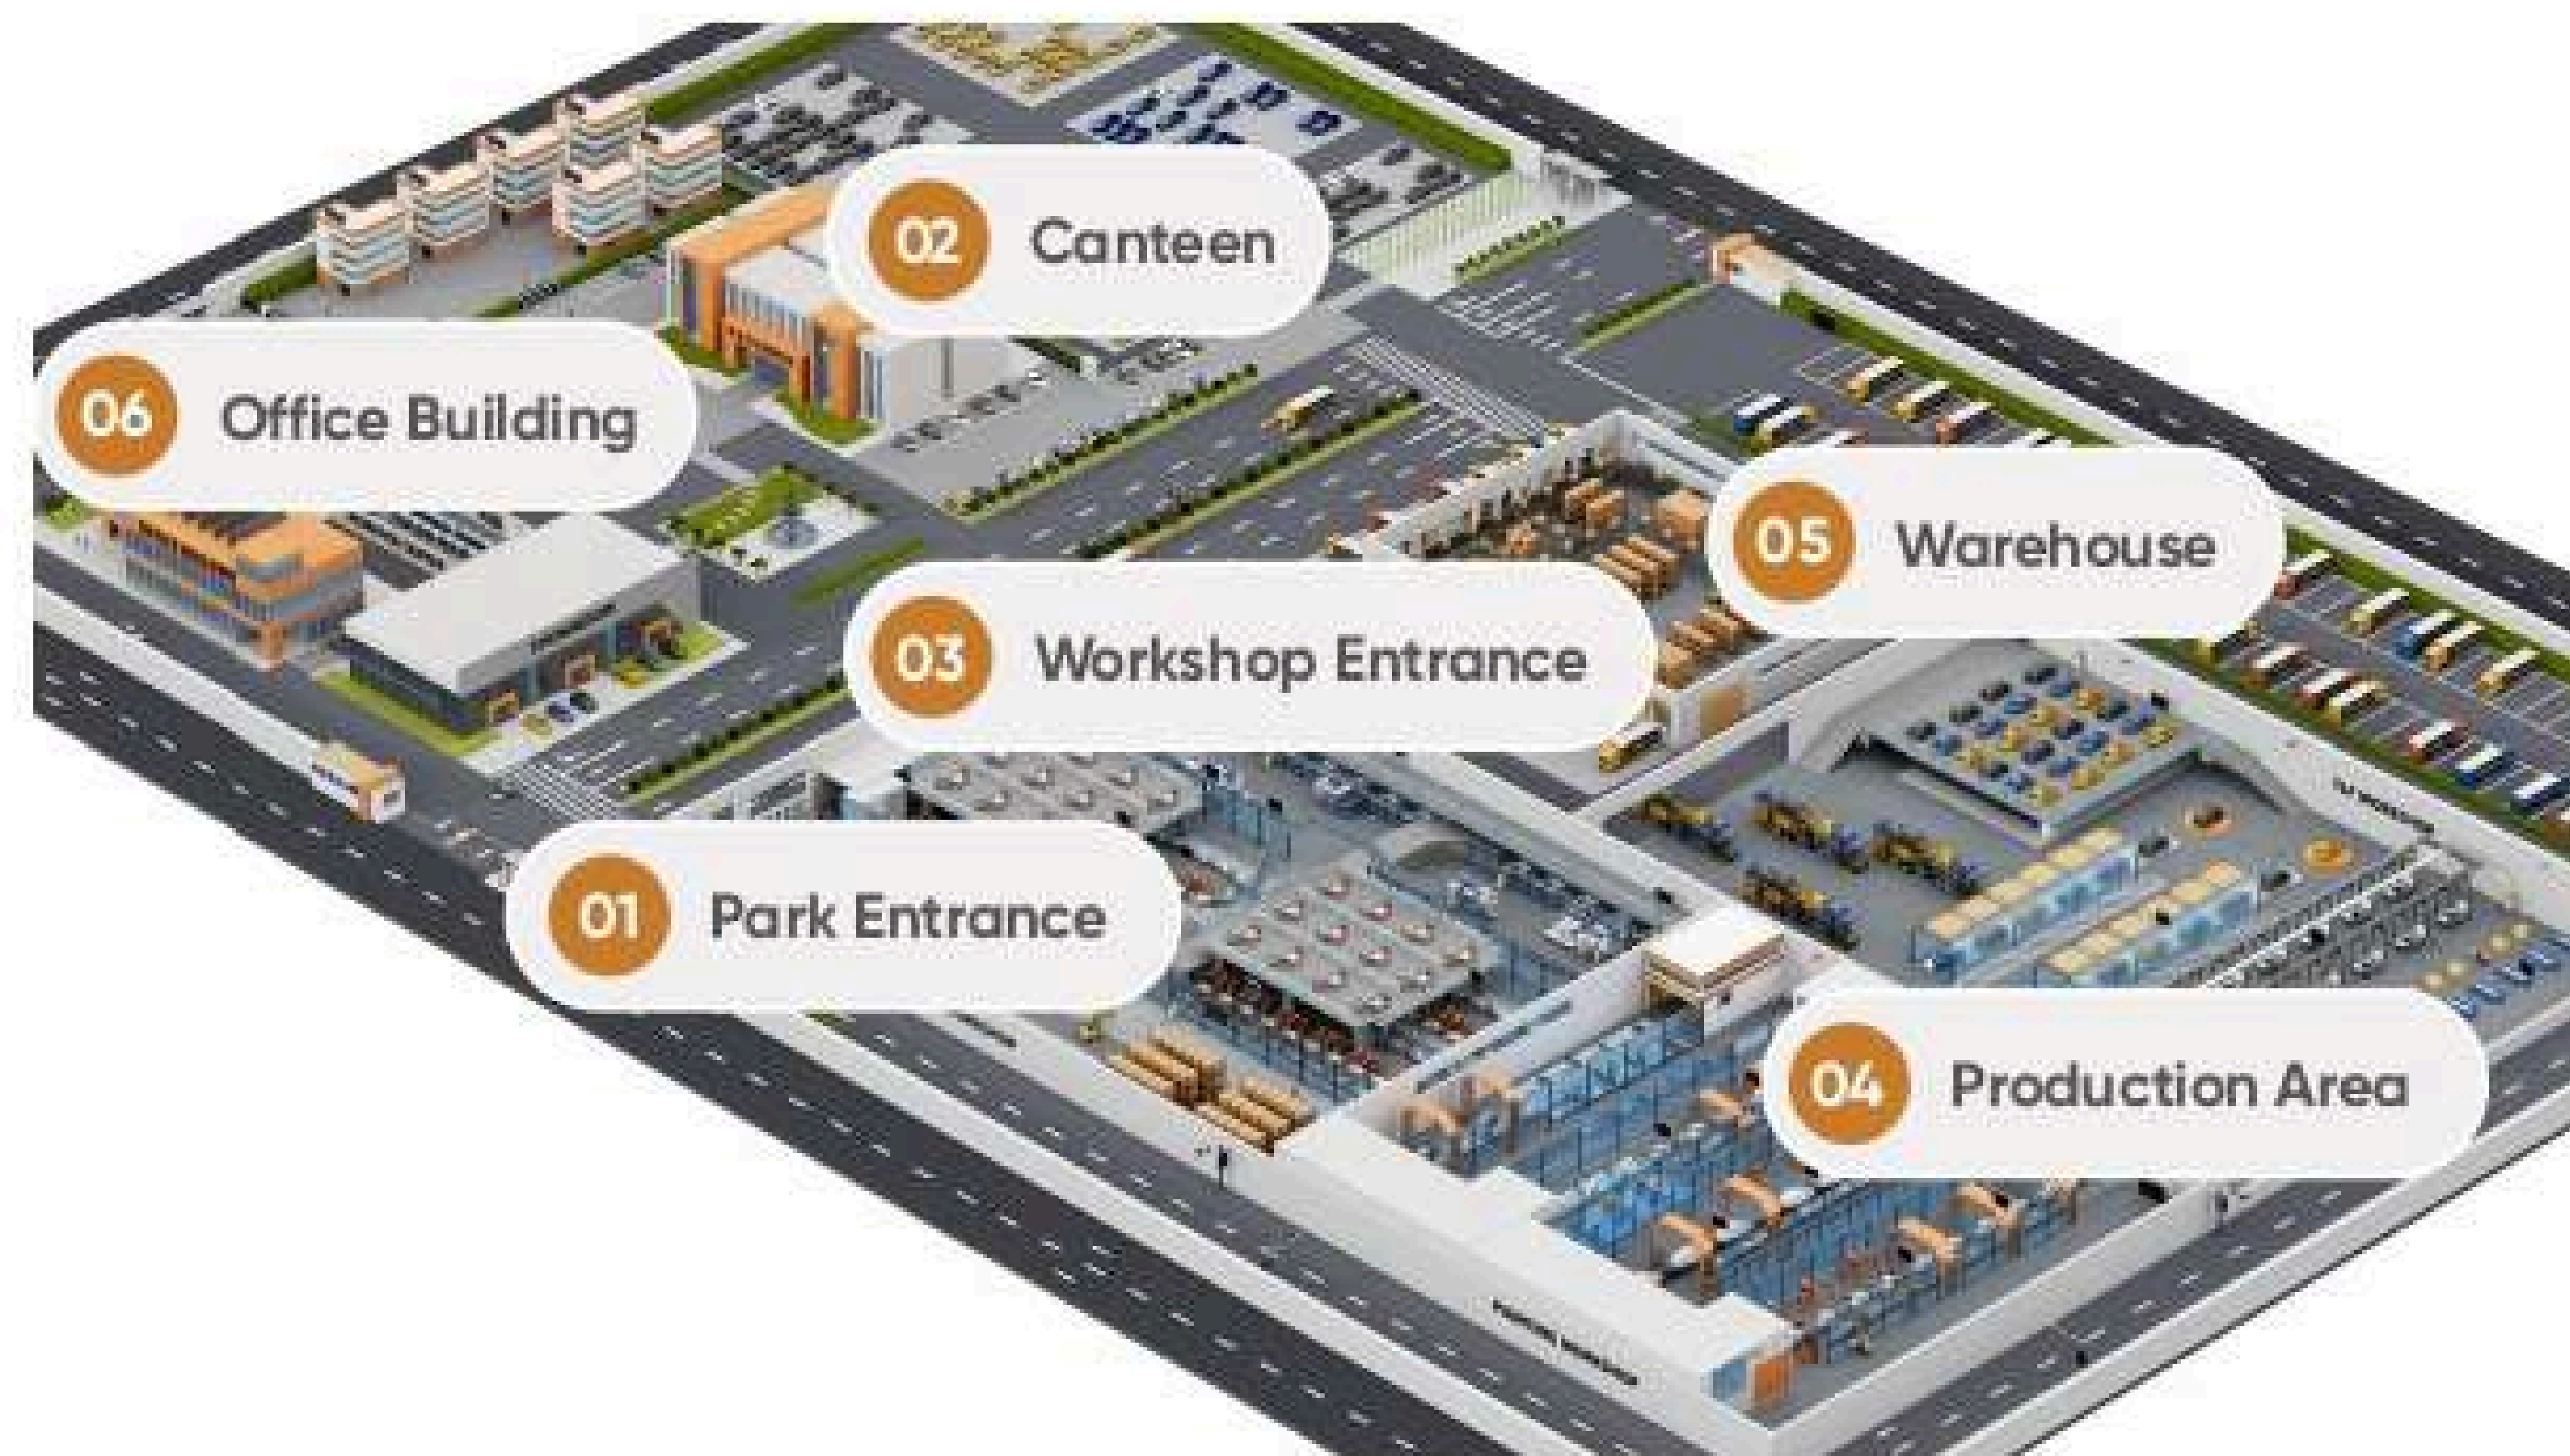 02 Canteen
06 Office Building
05 Warehouse
03 Workshop Entrance
01 Park Entrance
04 Production Area